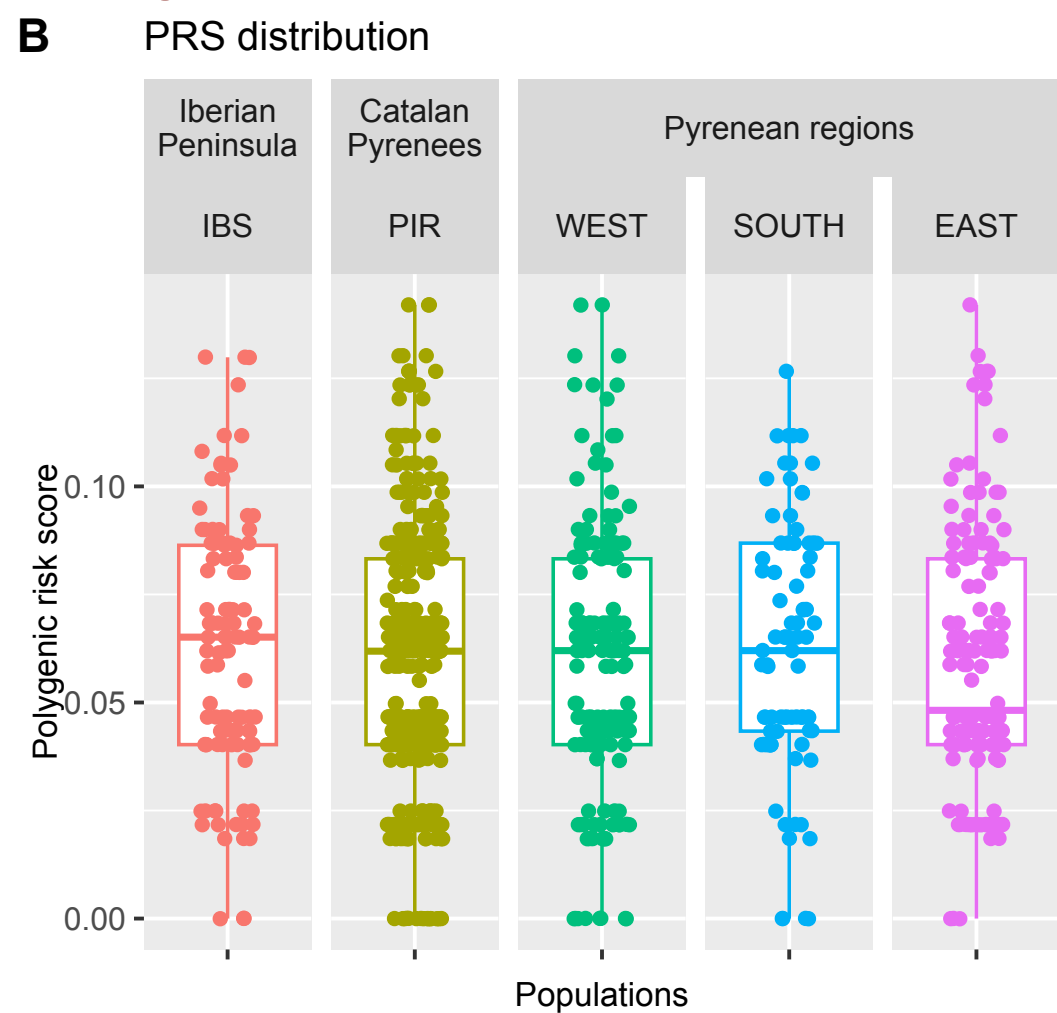 B PRS distribution
Iberian
Peninsula
Catalan
Pyrenees
Pyrenean regions
IBS
PIR
WEST
SOUTH
EAST
Polygenic risk score
0.10
0.05
0.00
Populations